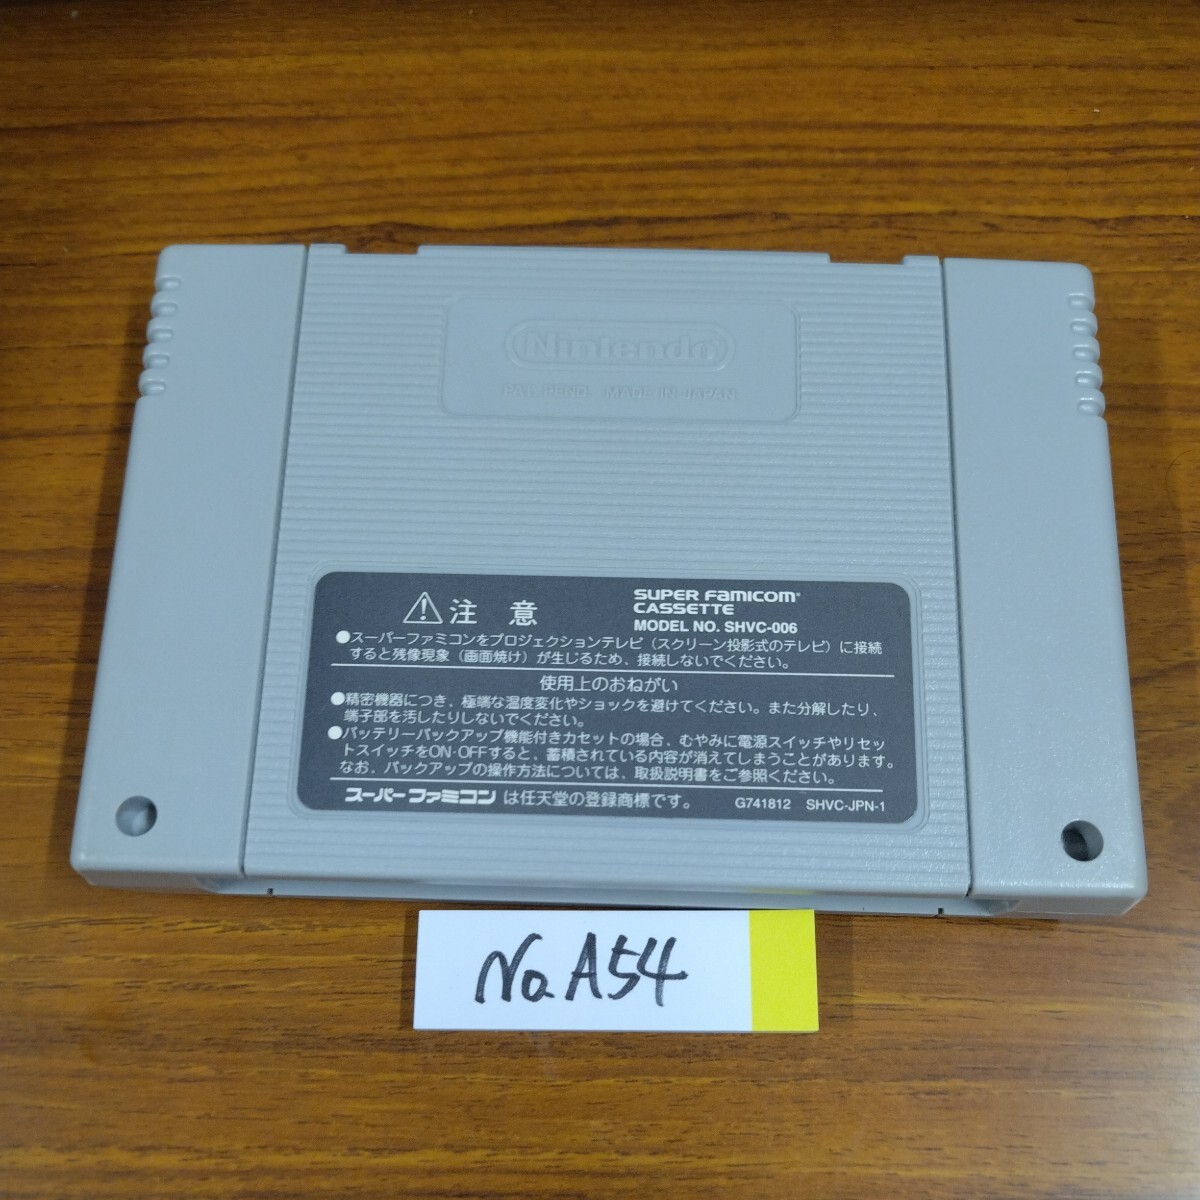 Nintendo
PAT. PEND. MADE IN JAPAN
注 意
SUPER FAMICOM
CASSETTE
MODEL NO. SHVC-006
●スーパーファミコンをプロジェクションテレビ（スクリーン投影式のテレビ）に接続
すると残像現象（画面焼け）が生じるため、接続しないでください。
使用上のおねがい
●精密機器につき、極端な温度変化やショックを避けてください。また分解したり、
端子部を汚したりしないでください。
●バッテリーバックアップ機能付きカセットの場合、むやみに電源スイッチやリセッ
トスイッチをON・OFFすると、蓄積されている内容が消えてしまうことがあります。
なお、バックアップの操作方法については、取扱説明書をご参照ください。
スーパーファミコン は任天堂の登録商標です。 G741812 SHVC-JPN-1
No. A54